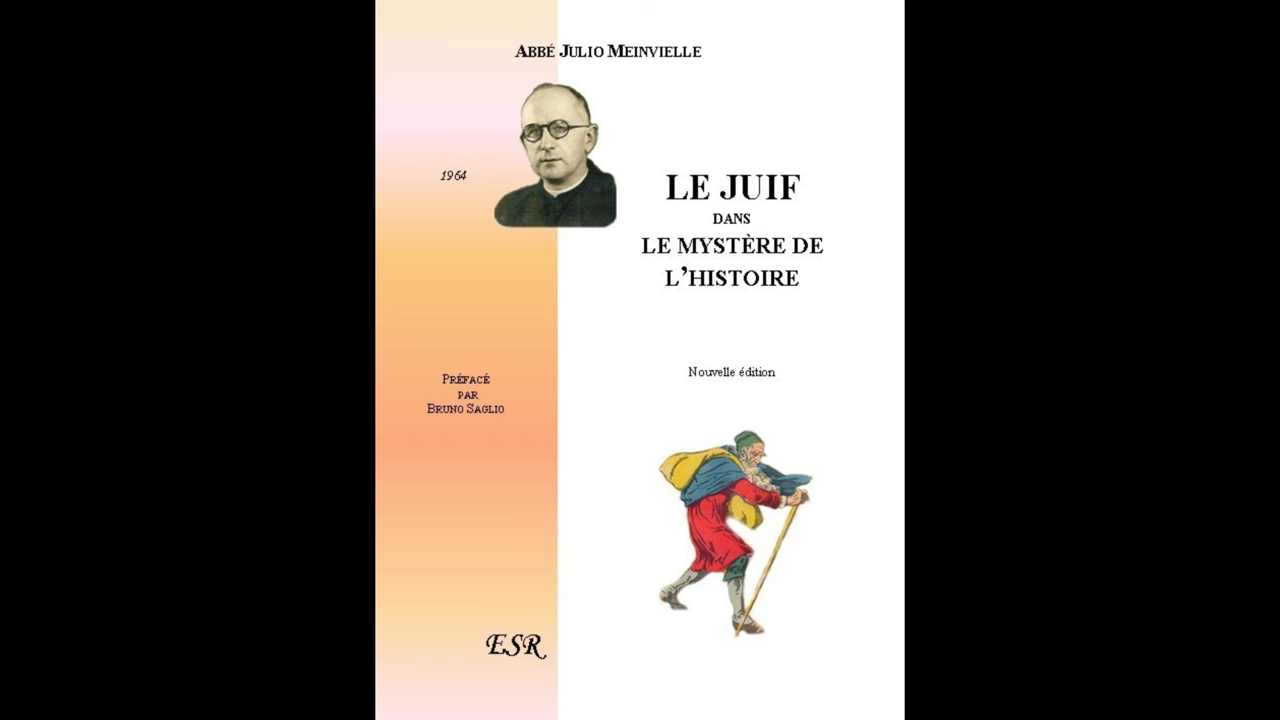 ABBÉ JULIO MEINVIELLE
1964
LE JUIF
DANS
LE MYSTÈRE DE
L’HISTOIRE
Nouvelle édition
PRÉFACÉ
PAR
BRUNO SAGLIO
ESR